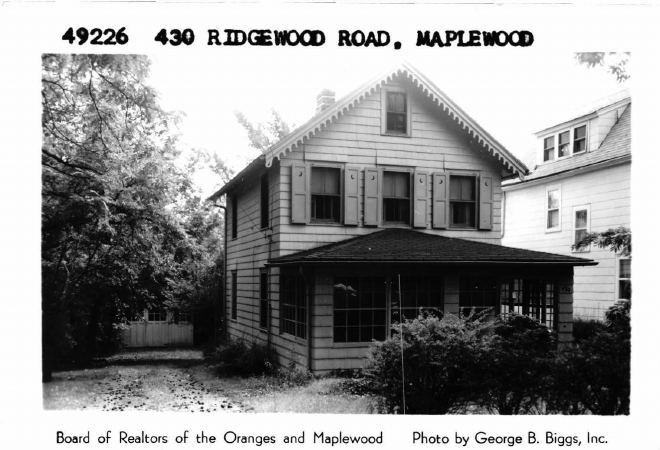 49226 430 RIDGEWOOD ROAD, MAPLEWOOD
Board of Realtors of the Oranges and Maplewood Photo by George B. Biggs, Inc.